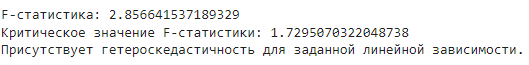 F-статистика: 2.856641537189329
Критическое значение F-статистики: 1.7295070322048738
Присутствует гетероскедастичность для заданной линейной зависимости.